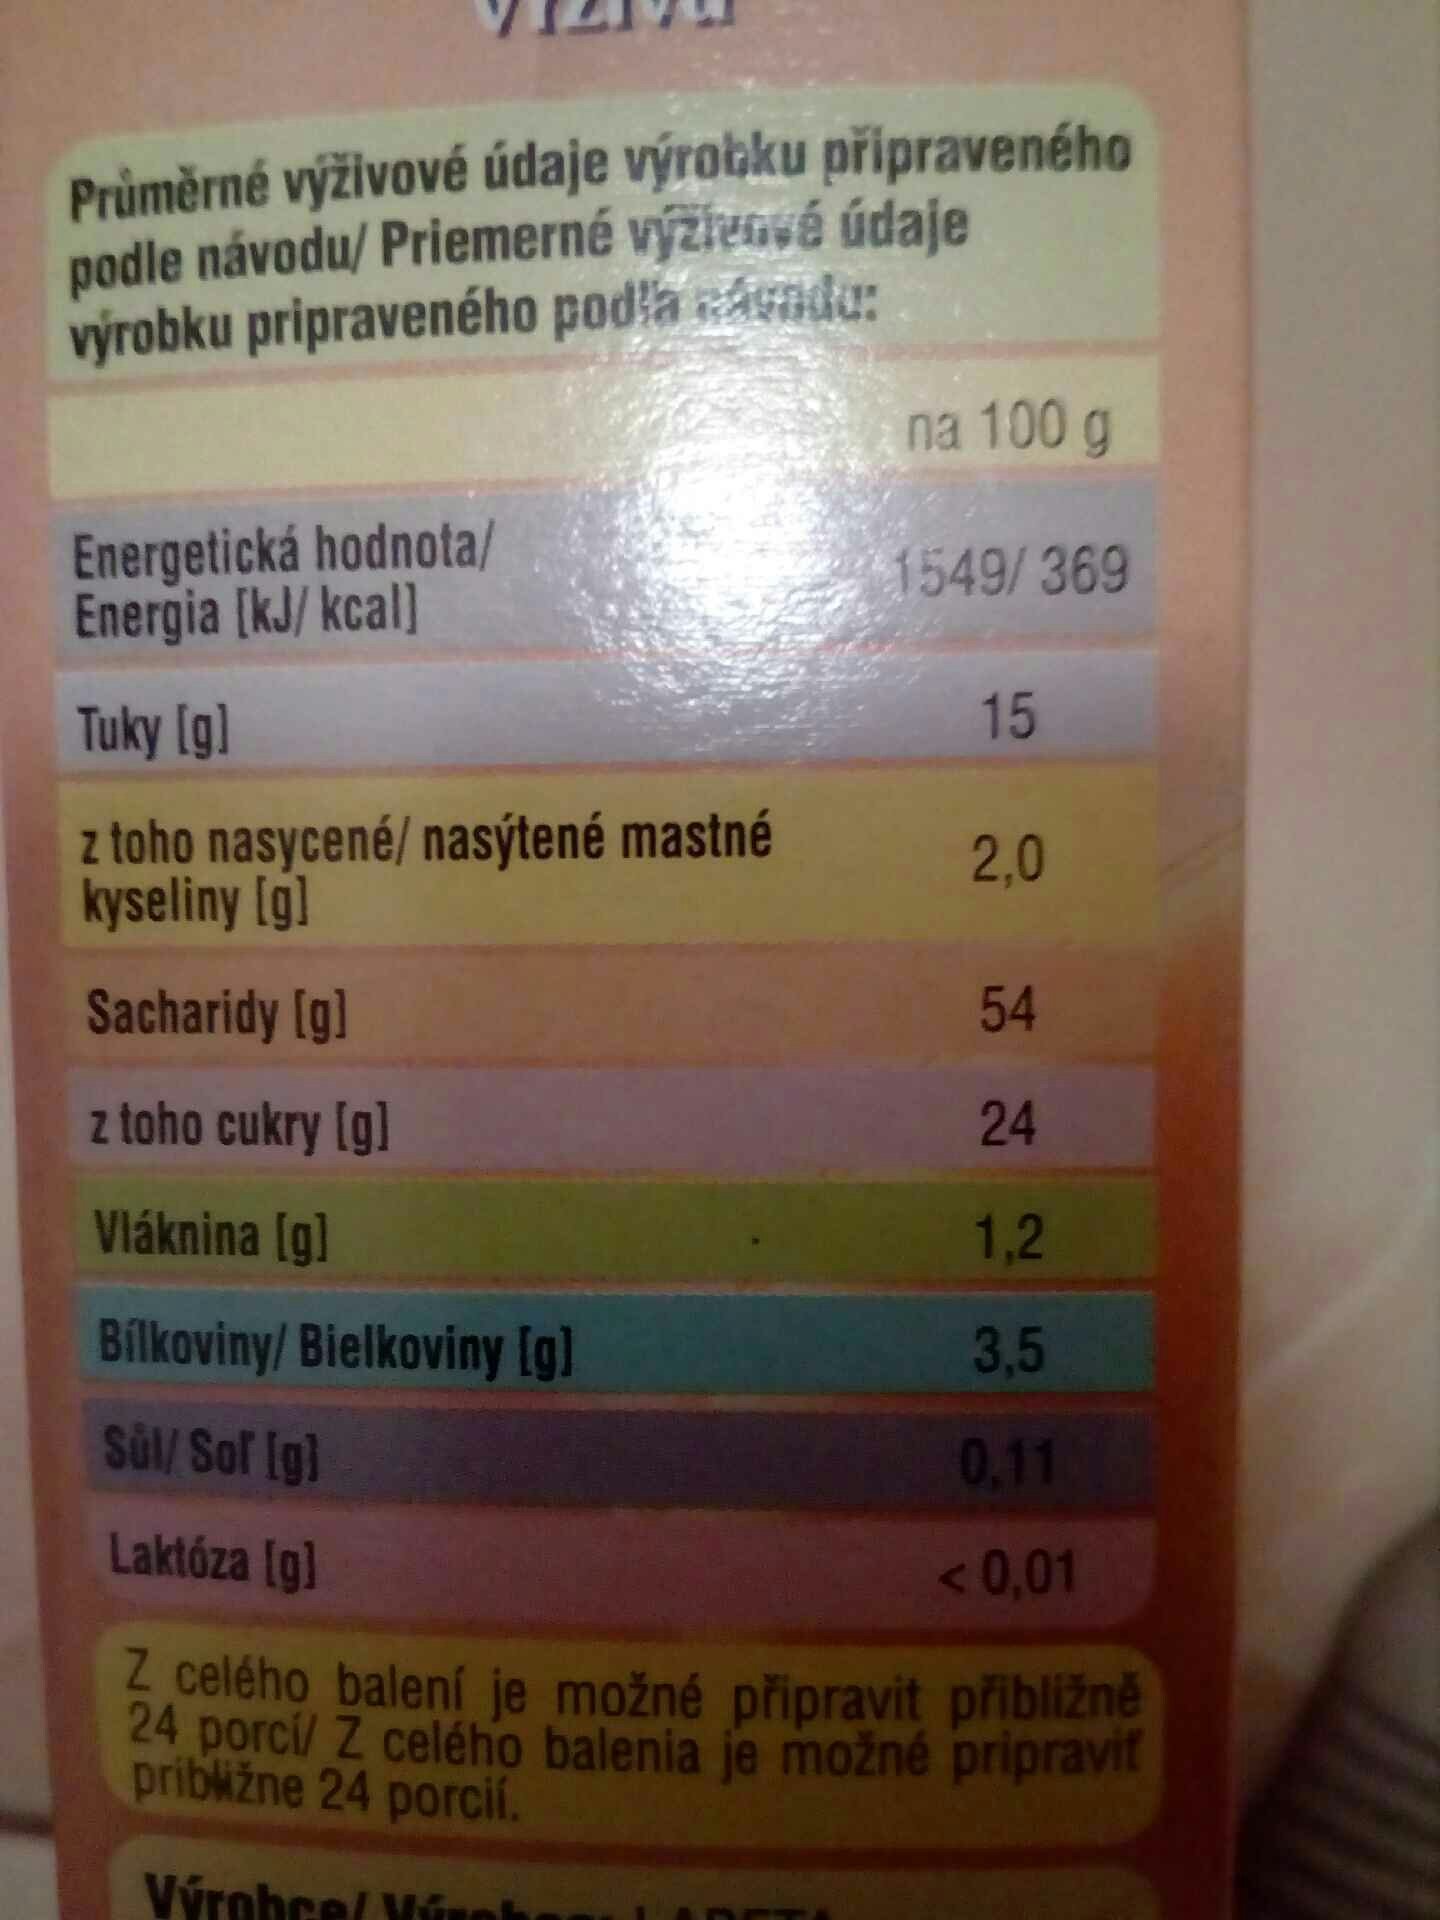 Průměrné výživové údaje výrobku připraveného
podle návodu/ Priemerné výživové údaje
výrobku pripraveného podľa návodu:
na 100 g
Energetická hodnota/
Energia [kJ/ kcal] 1549/ 369
Tuky [g] 15
z toho nasycené/ nasýtené mastné
kyseliny [g] 2,0
Sacharidy [g] 54
z toho cukry [g] 24
Vláknina [g] 1,2
Bílkoviny/ Bielkoviny [g] 3,5
Sůl/ Soľ [g] 0,11
Laktóza [g] < 0,01
Z celého balení je možné připravit přibližně
24 porcí/ Z celého balenia je možné pripraviť
približne 24 porcií.
Výrobce/